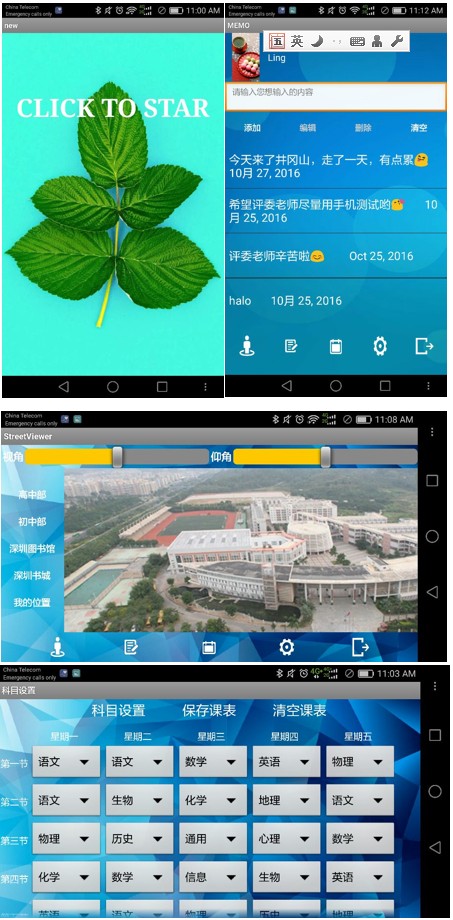 China Telecom
Emergency calls only
11:00 AM
new
CLICK TO STAR
China Telecom
Emergency calls only
11:12 AM
MEMO
五 英
Ling
请输入您想输入的内容
添加 编辑 删除 清空
今天来了井冈山，走了一天，有点累🤗
10月 27, 2016
希望评委老师尽量用手机测试哟😘 10
月 25, 2016
评委老师辛苦啦😊 Oct 25, 2016
halo 10月 25, 2016
China Telecom
Emergency calls only
11:08 AM
StreetViewer
视角 仰角
高中部
初中部
深圳图书馆
深圳书城
我的位置
China Telecom
Emergency calls only
4G
11:03 AM
科目设置
科目设置 保存课表 清空课表
星期一 星期二 星期三 星期四 星期五
第一节 语文 语文 数学 英语 物理
第二节 语文 生物 化学 地理 语文
第三节 物理 历史 通用 心理 数学
第四节 化学 数学 信息 生物 英语
英语 语文 物理 历史 地理